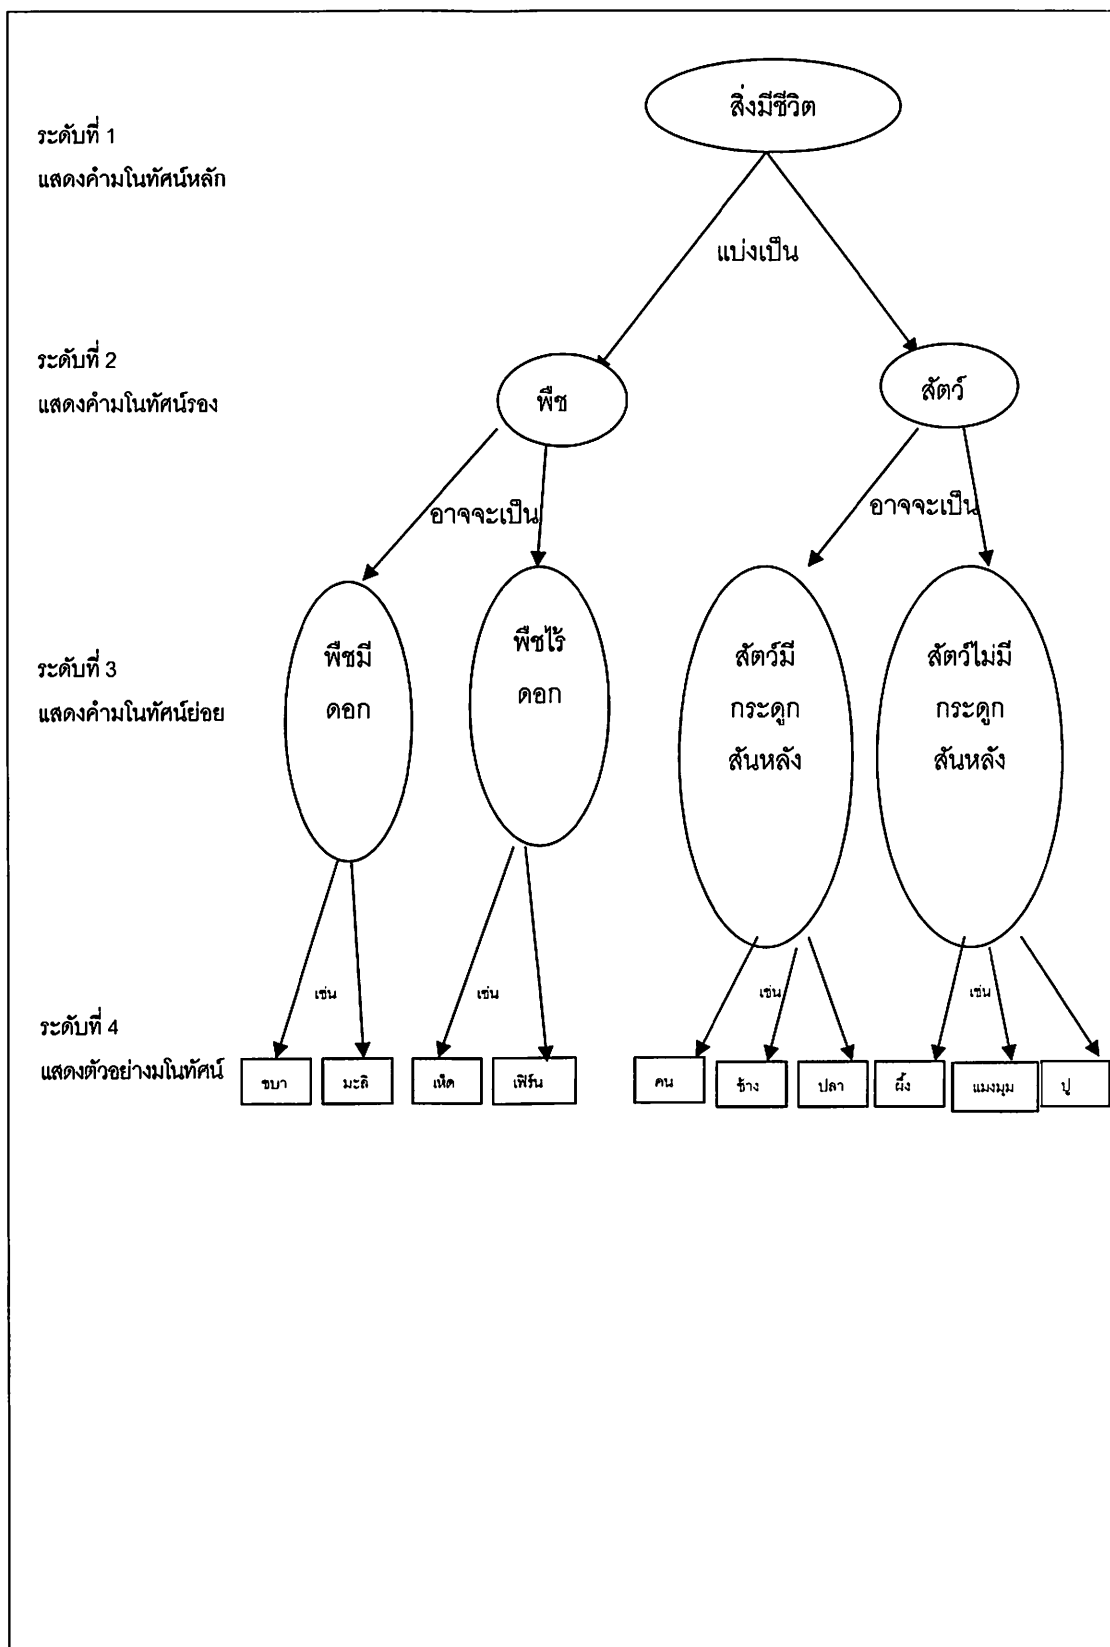 สิ่งมีชีวิต
ระดับที่ 1
แสดงคำมโนทัศน์หลัก
แบ่งเป็น
ระดับที่ 2
แสดงคำมโนทัศน์รอง
พืช
สัตว์
อาจจะเป็น
อาจจะเป็น
ระดับที่ 3
แสดงคำมโนทัศน์ย่อย
พืชมี
ดอก
พืชไร้
ดอก
สัตว์มี
กระดูก
สันหลัง
สัตว์ไม่มี
กระดูก
สันหลัง
เช่น
เช่น
เช่น
เช่น
ระดับที่ 4
แสดงตัวอย่างมโนทัศน์
ชบา
มะลิ
เห็ด
เฟิร์น
คน
ช้าง
ปลา
ผึ้ง
แมงมุม
ปู